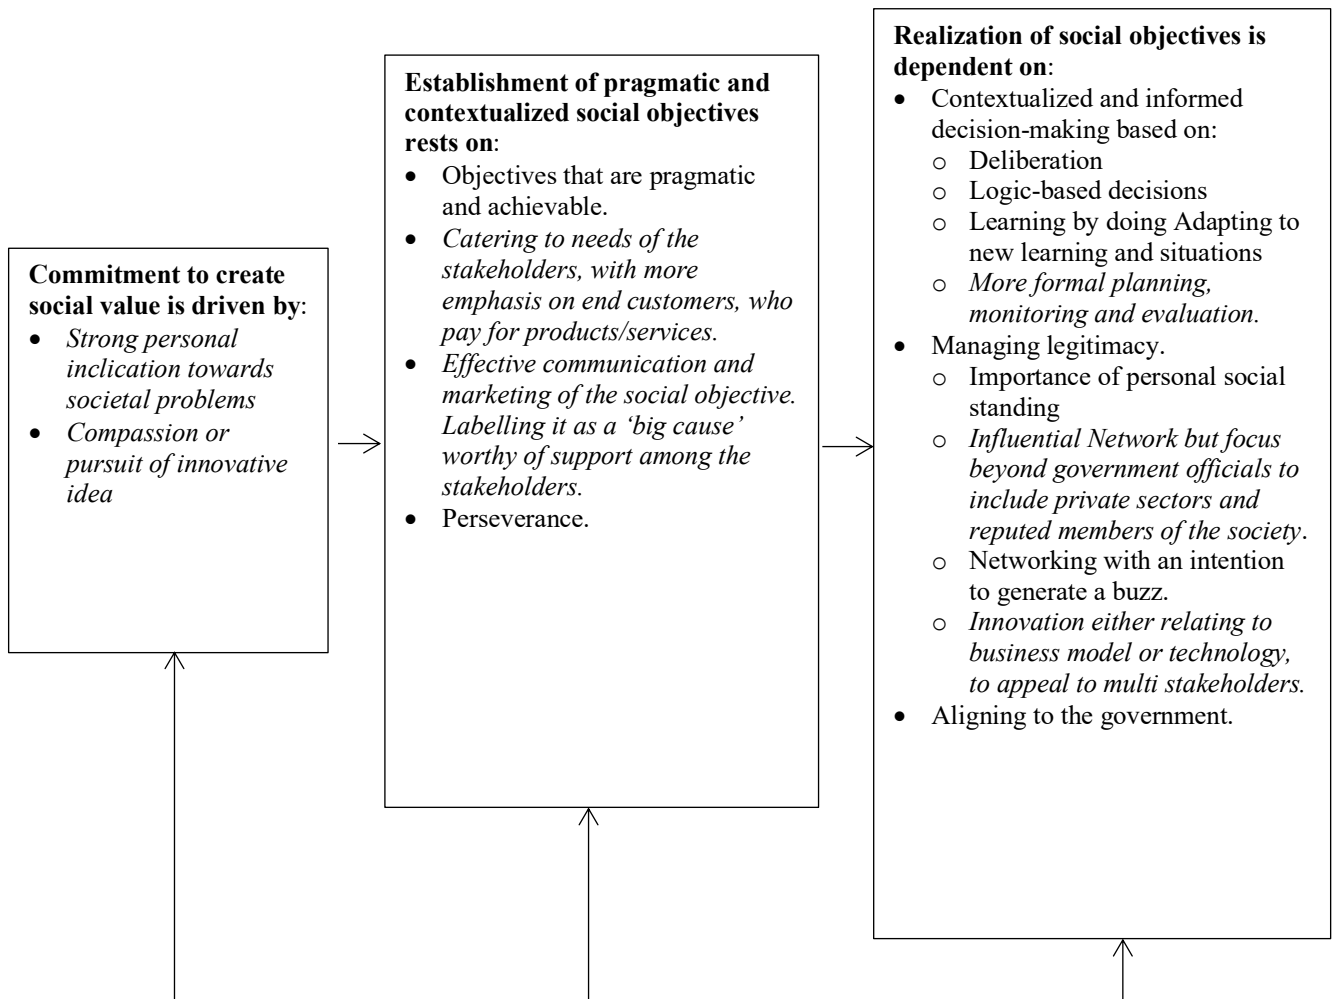 Commitment to create
social value is driven by:
• Strong personal
inclication towards
societal problems
• Compassion or
pursuit of innovative
idea
Establishment of pragmatic and
contextualized social objectives
rests on:
• Objectives that are pragmatic
and achievable.
• Catering to needs of the
stakeholders, with more
emphasis on end customers, who
pay for products/services.
• Effective communication and
marketing of the social objective.
Labelling it as a ‘big cause’
worthy of support among the
stakeholders.
• Perseverance.
Realization of social objectives is
dependent on:
• Contextualized and informed
decision-making based on:
o Deliberation
o Logic-based decisions
o Learning by doing Adapting to
new learning and situations
o More formal planning,
monitoring and evaluation.
• Managing legitimacy.
o Importance of personal social
standing
o Influential Network but focus
beyond government officials to
include private sectors and
reputed members of the society.
o Networking with an intention
to generate a buzz.
o Innovation either relating to
business model or technology,
to appeal to multi stakeholders.
• Aligning to the government.